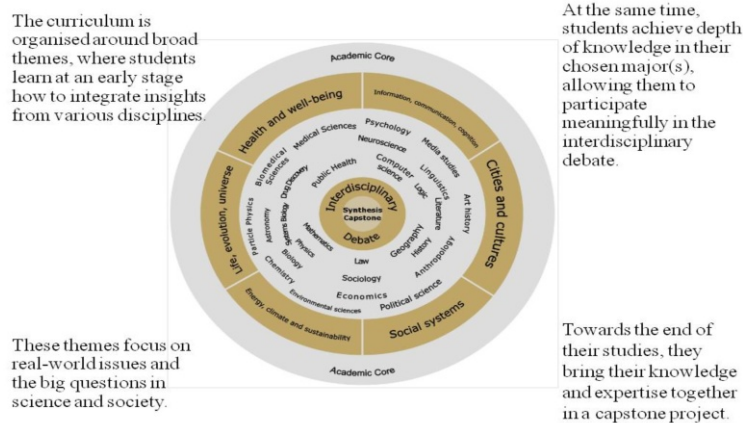 The curriculum is
organised around broad
themes, where students
learn at an early stage
how to integrate insights
from various disciplines.
At the same time,
students achieve depth
of knowledge in their
chosen major(s),
allowing them to
participate
meaningfully in the
interdisciplinary
debate.
Academic Core
Health and well-being
Information, communication, cognition
Cities and cultures
Social systems
Energy, climate and sustainability
Life, evolution, universe
Medical Sciences
Psychology
Neuroscience
Media studies
Biomedical
Sciences
Drug Discovery
Public Health
Computer
science
Logic
Linguistics
Literature
Art history
Particle Physics
Astronomy
Systems Biology
Mathematics
Physics
Biology
Chemistry
Environmental sciences
Geography
History
Anthropology
Law
Sociology
Economics
Political science
Interdisciplinary
Synthesis
Capstone
Debate
Academic Core
These themes focus on
real-world issues and
the big questions in
science and society.
Towards the end of
their studies, they
bring their knowledge
and expertise together
in a capstone project.